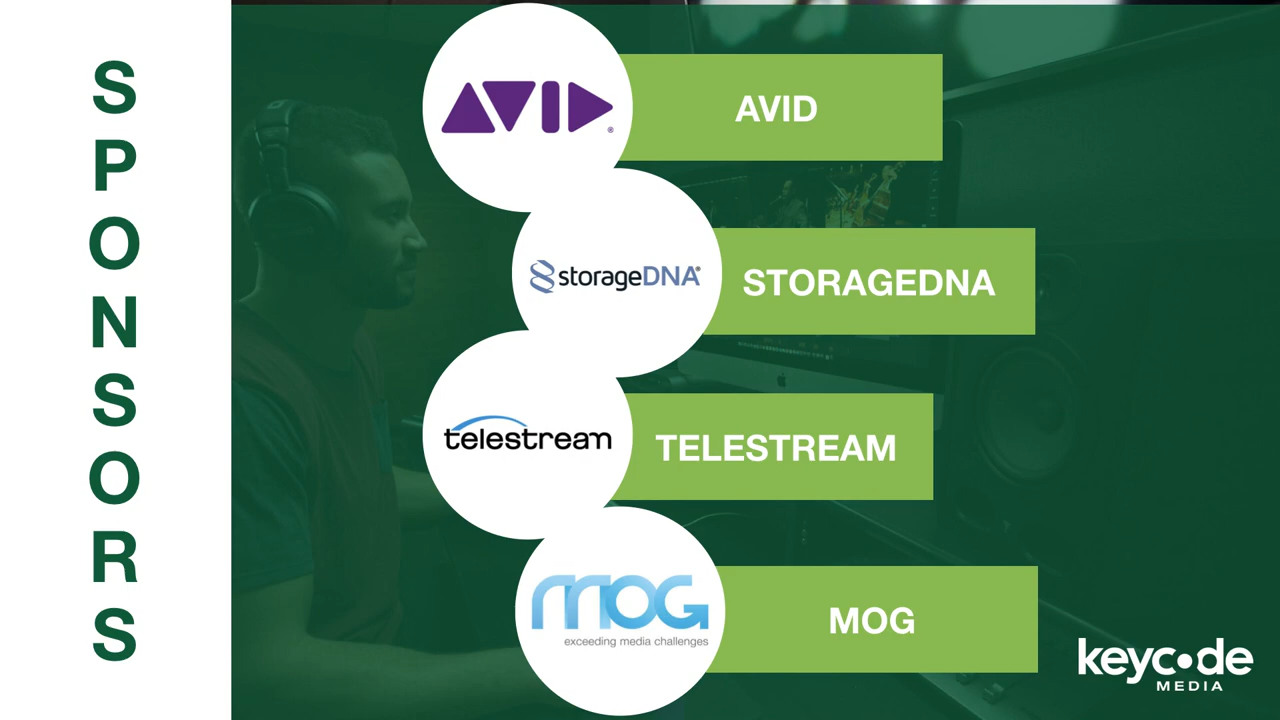 SPONSORS
AVID
AVID
storageDNA
STORAGEDNA
telestream
TELESTREAM
mOG
exceeding media challenges
MOG
keycode
MEDIA